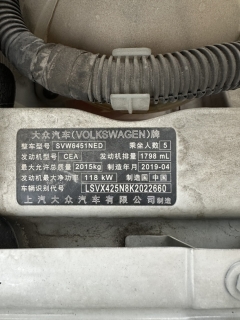 大众汽车(VOLKSWAGEN)牌
整车型号 SVW6451NED 乘坐人数 5
发动机型号 CEA 发动机排量 1798 mL
最大允许总质量 2015kg 制造年月 2019-04
发动机最大净功率 118 kW 制造国 中国
车辆识别代号 LSVX425N8K2022660
上汽大众汽车有限公司 制造